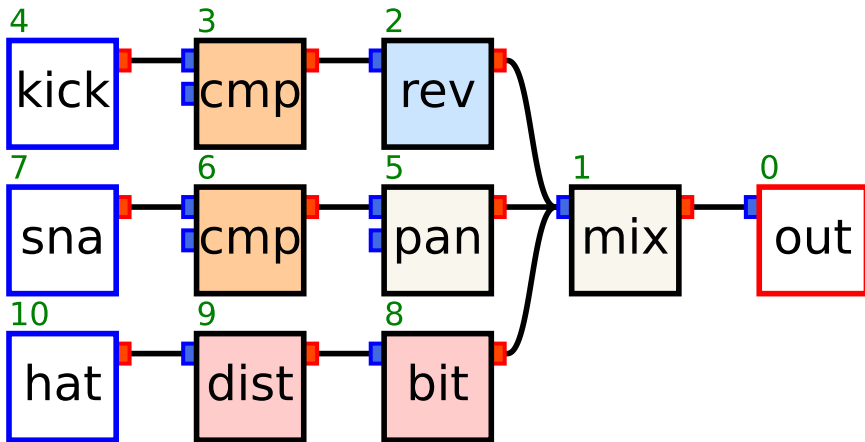 4 3 2
kick cmp rev
7 6 5 1 0
sna cmp pan mix out
10 9 8
hat dist bit